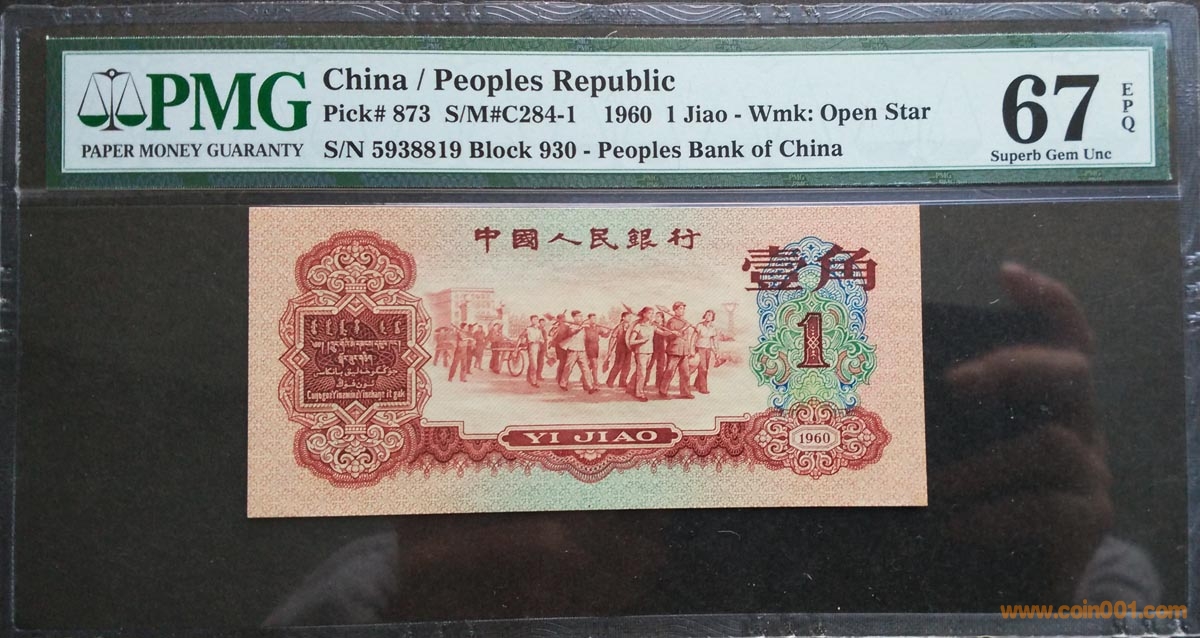 PMG
PAPER MONEY GUARANTY
China / Peoples Republic
Pick# 873 S/M#C284-1 1960 1 Jiao - Wmk: Open Star
S/N 5938819 Block 930 - Peoples Bank of China
67
EPQ
Superb Gem Unc
中國人民銀行
壹角
1
YI JIAO
1960
www.coin001.com